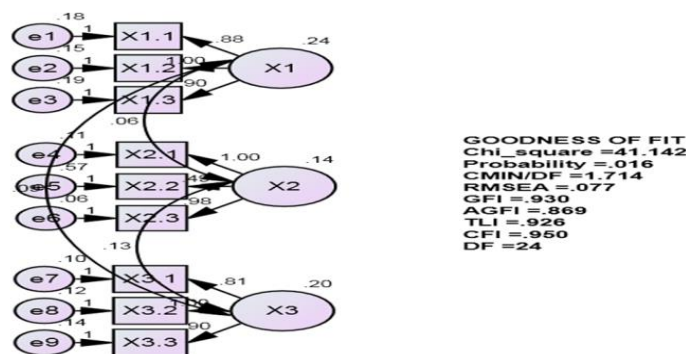 .18
e1 1 X1.1 .88 .24
.15
e2 1 X1.2 1.00 X1
.19
e3 1 X1.3 .90
.06
e4 1 X2.1 1.00 .14
.57
e5 1 X2.2 X2
.06
e6 1 X2.3 .98
.13
.10
e7 1 X3.1 .81 .20
.12
e8 1 X3.2 1.00 X3
.14
e9 1 X3.3 .90
GOODNESS OF FIT
Chi_square =41.142
Probability =.016
CMIN/DF =1.714
RMSEA =.077
GFI =.930
AGFI =.869
TLI =.926
CFI =.950
DF =24